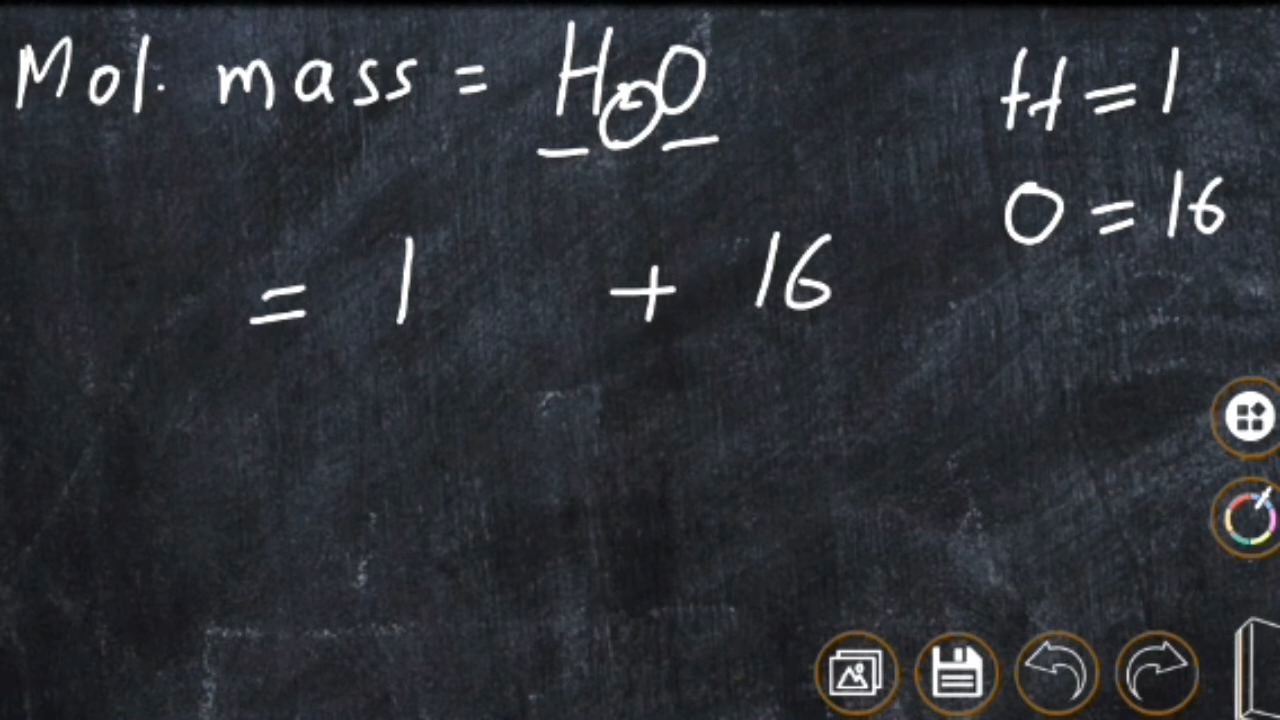 Mol. mass = H₂O
H = 1
O = 16
= 1 + 16